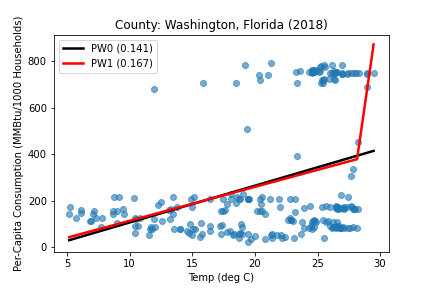 County: Washington, Florida (2018)
PW0 (0.141)
PW1 (0.167)
Per-Capita Consumption (MMBtu/1000 Households)
800
600
400
200
0
5 10 15 20 25 30
Temp (deg C)